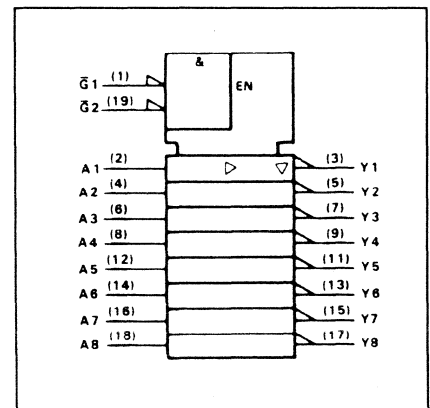 &
EN
Ḡ1 (1)
Ḡ2 (19)
A1 (2) (3) Y1
A2 (4) (5) Y2
A3 (6) (7) Y3
A4 (8) (9) Y4
A5 (12) (11) Y5
A6 (14) (13) Y6
A7 (16) (15) Y7
A8 (18) (17) Y8